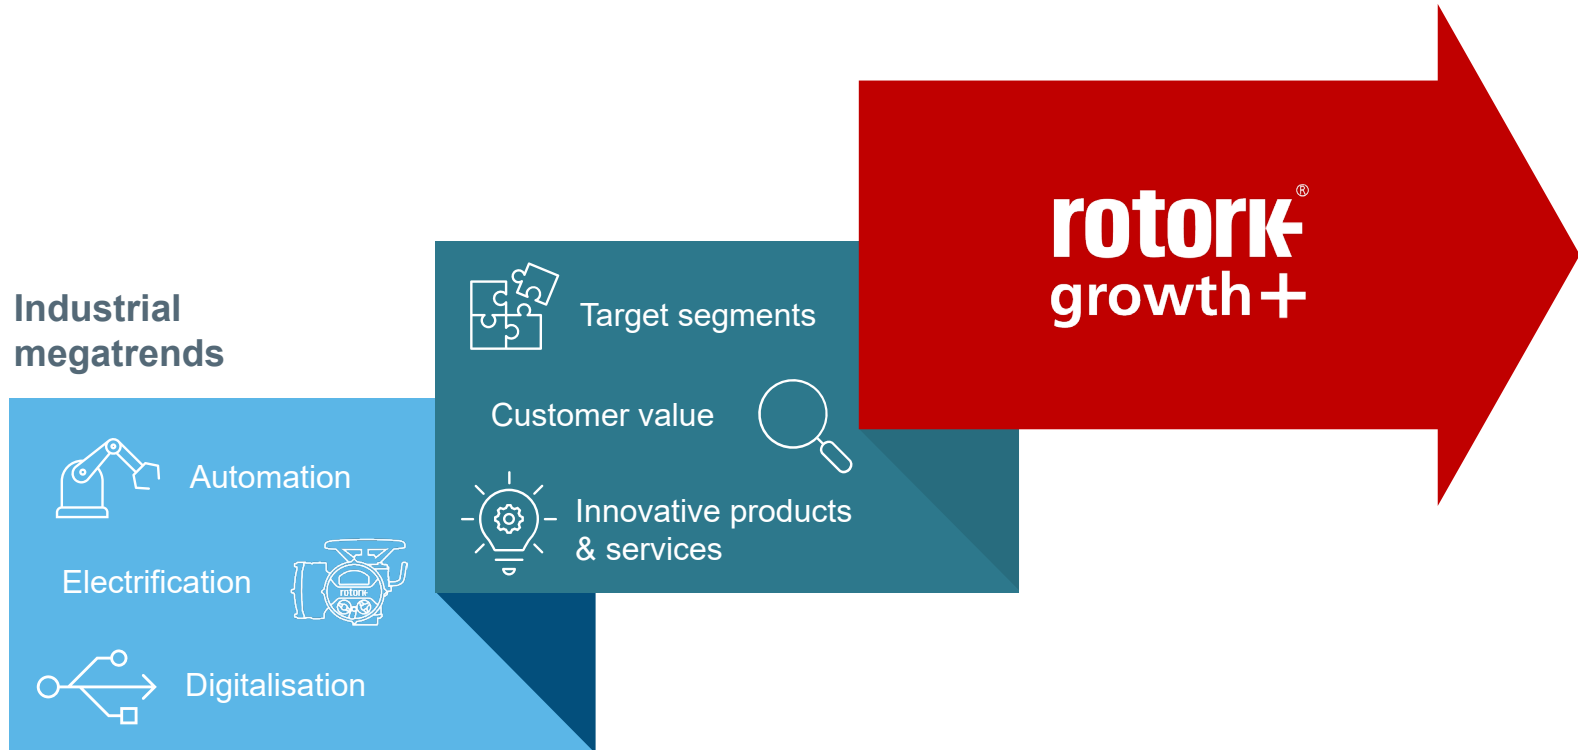 Industrial
megatrends
Automation
Electrification
rotork
Digitalisation
Target segments
Customer value
Innovative products
& services
rotork®
growth+